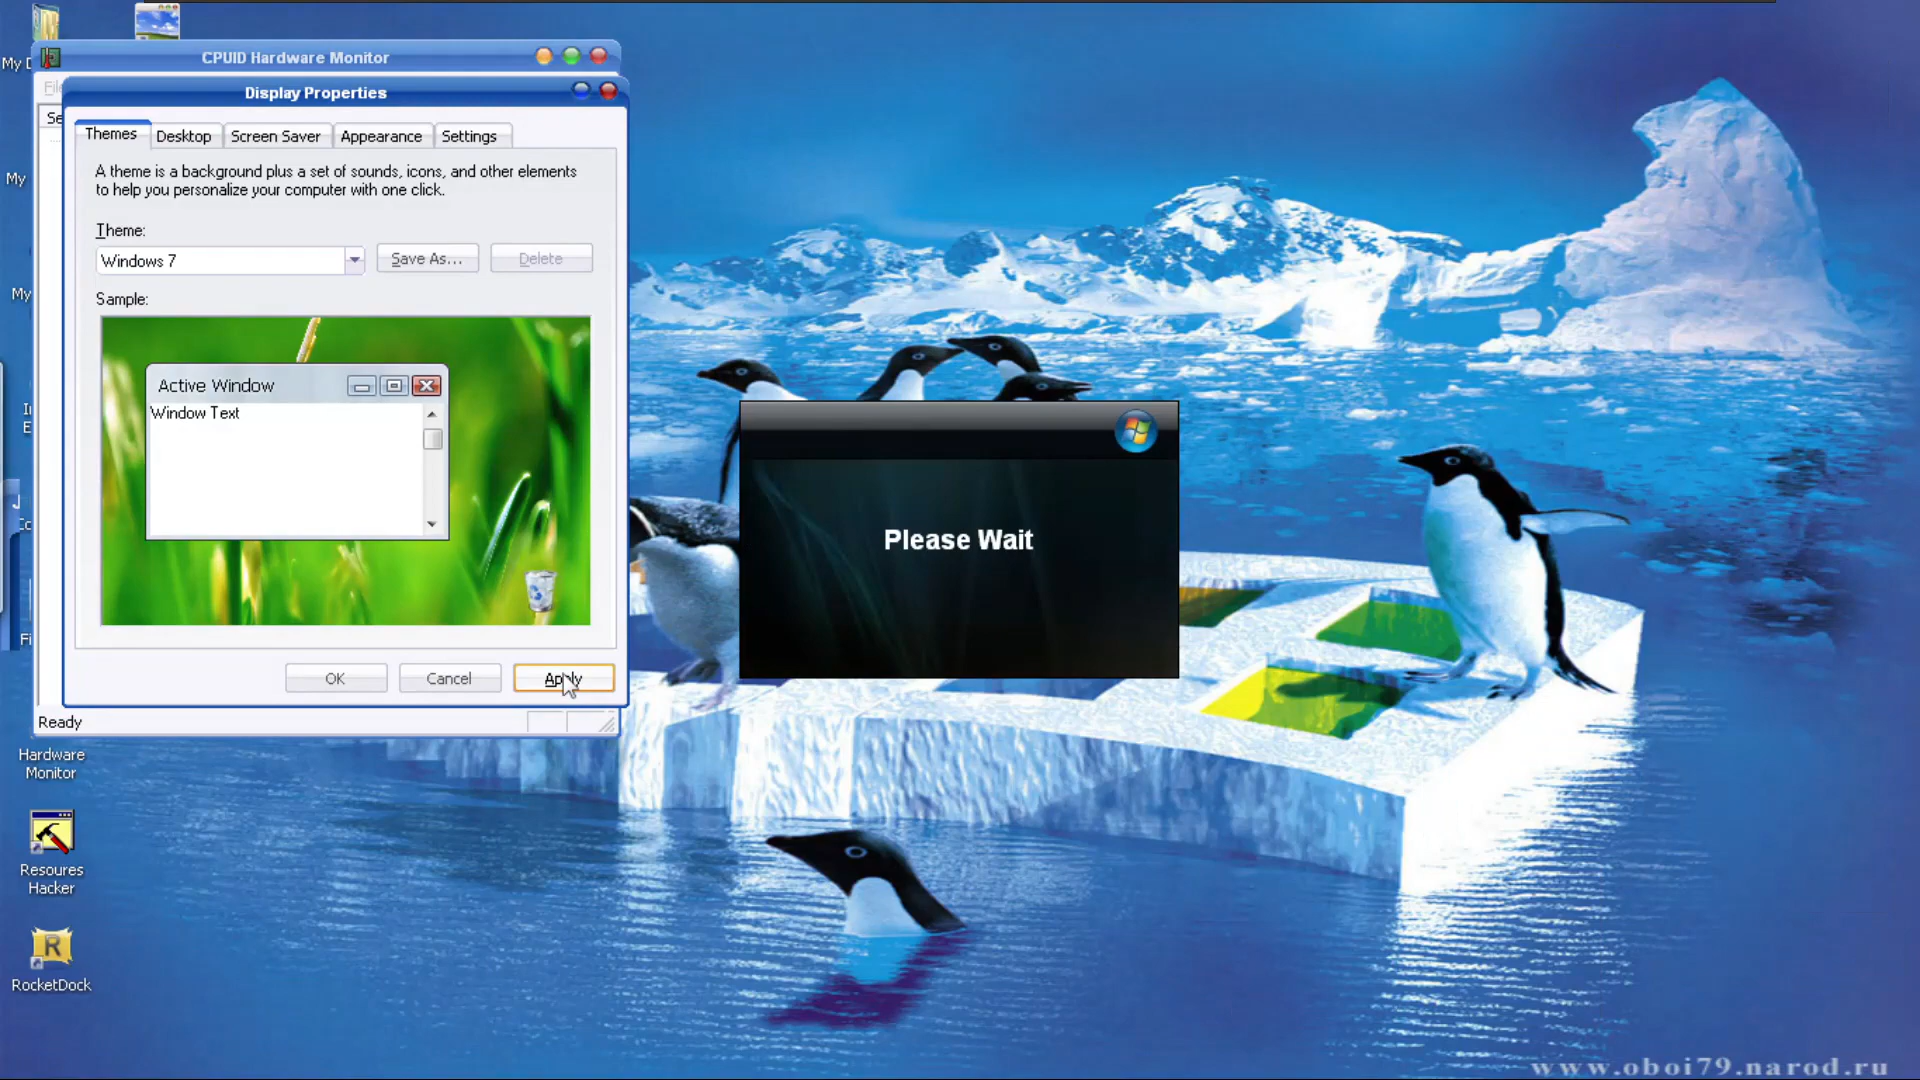 CPUID Hardware Monitor
Display Properties
Themes
Desktop
Screen Saver
Appearance
Settings
A theme is a background plus a set of sounds, icons, and other elements
to help you personalize your computer with one click.
Theme:
Windows 7
Save As...
Delete
Sample:
Active Window
Window Text
OK
Cancel
Apply
Ready
Please Wait
My
My
My
Hardware
Monitor
Resoures
Hacker
R
RocketDock
www.oboi79.narod.ru